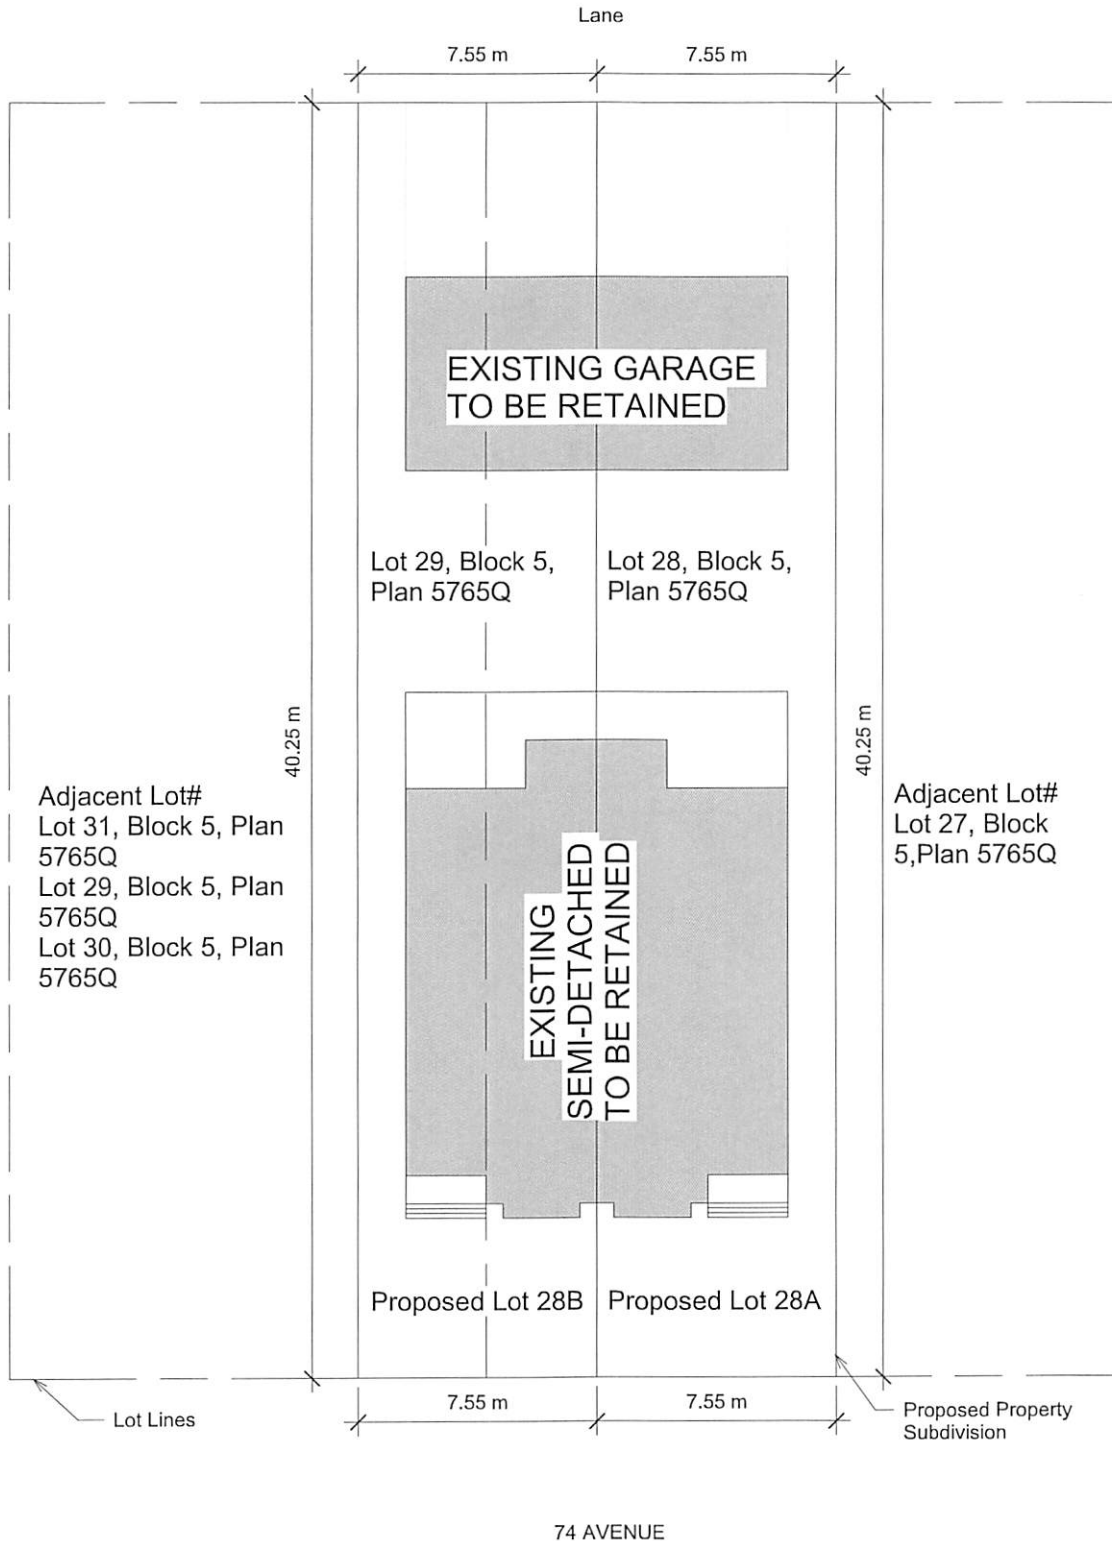 Lane
7.55 m
7.55 m
EXISTING GARAGE
TO BE RETAINED
Lot 29, Block 5,
Plan 5765Q
Lot 28, Block 5,
Plan 5765Q
40.25 m
40.25 m
Adjacent Lot#
Lot 31, Block 5, Plan
5765Q
Lot 29, Block 5, Plan
5765Q
Lot 30, Block 5, Plan
5765Q
Adjacent Lot#
Lot 27, Block
5,Plan 5765Q
EXISTING
SEMI-DETACHED
TO BE RETAINED
Proposed Lot 28B
Proposed Lot 28A
7.55 m
7.55 m
Lot Lines
Proposed Property
Subdivision
74 AVENUE